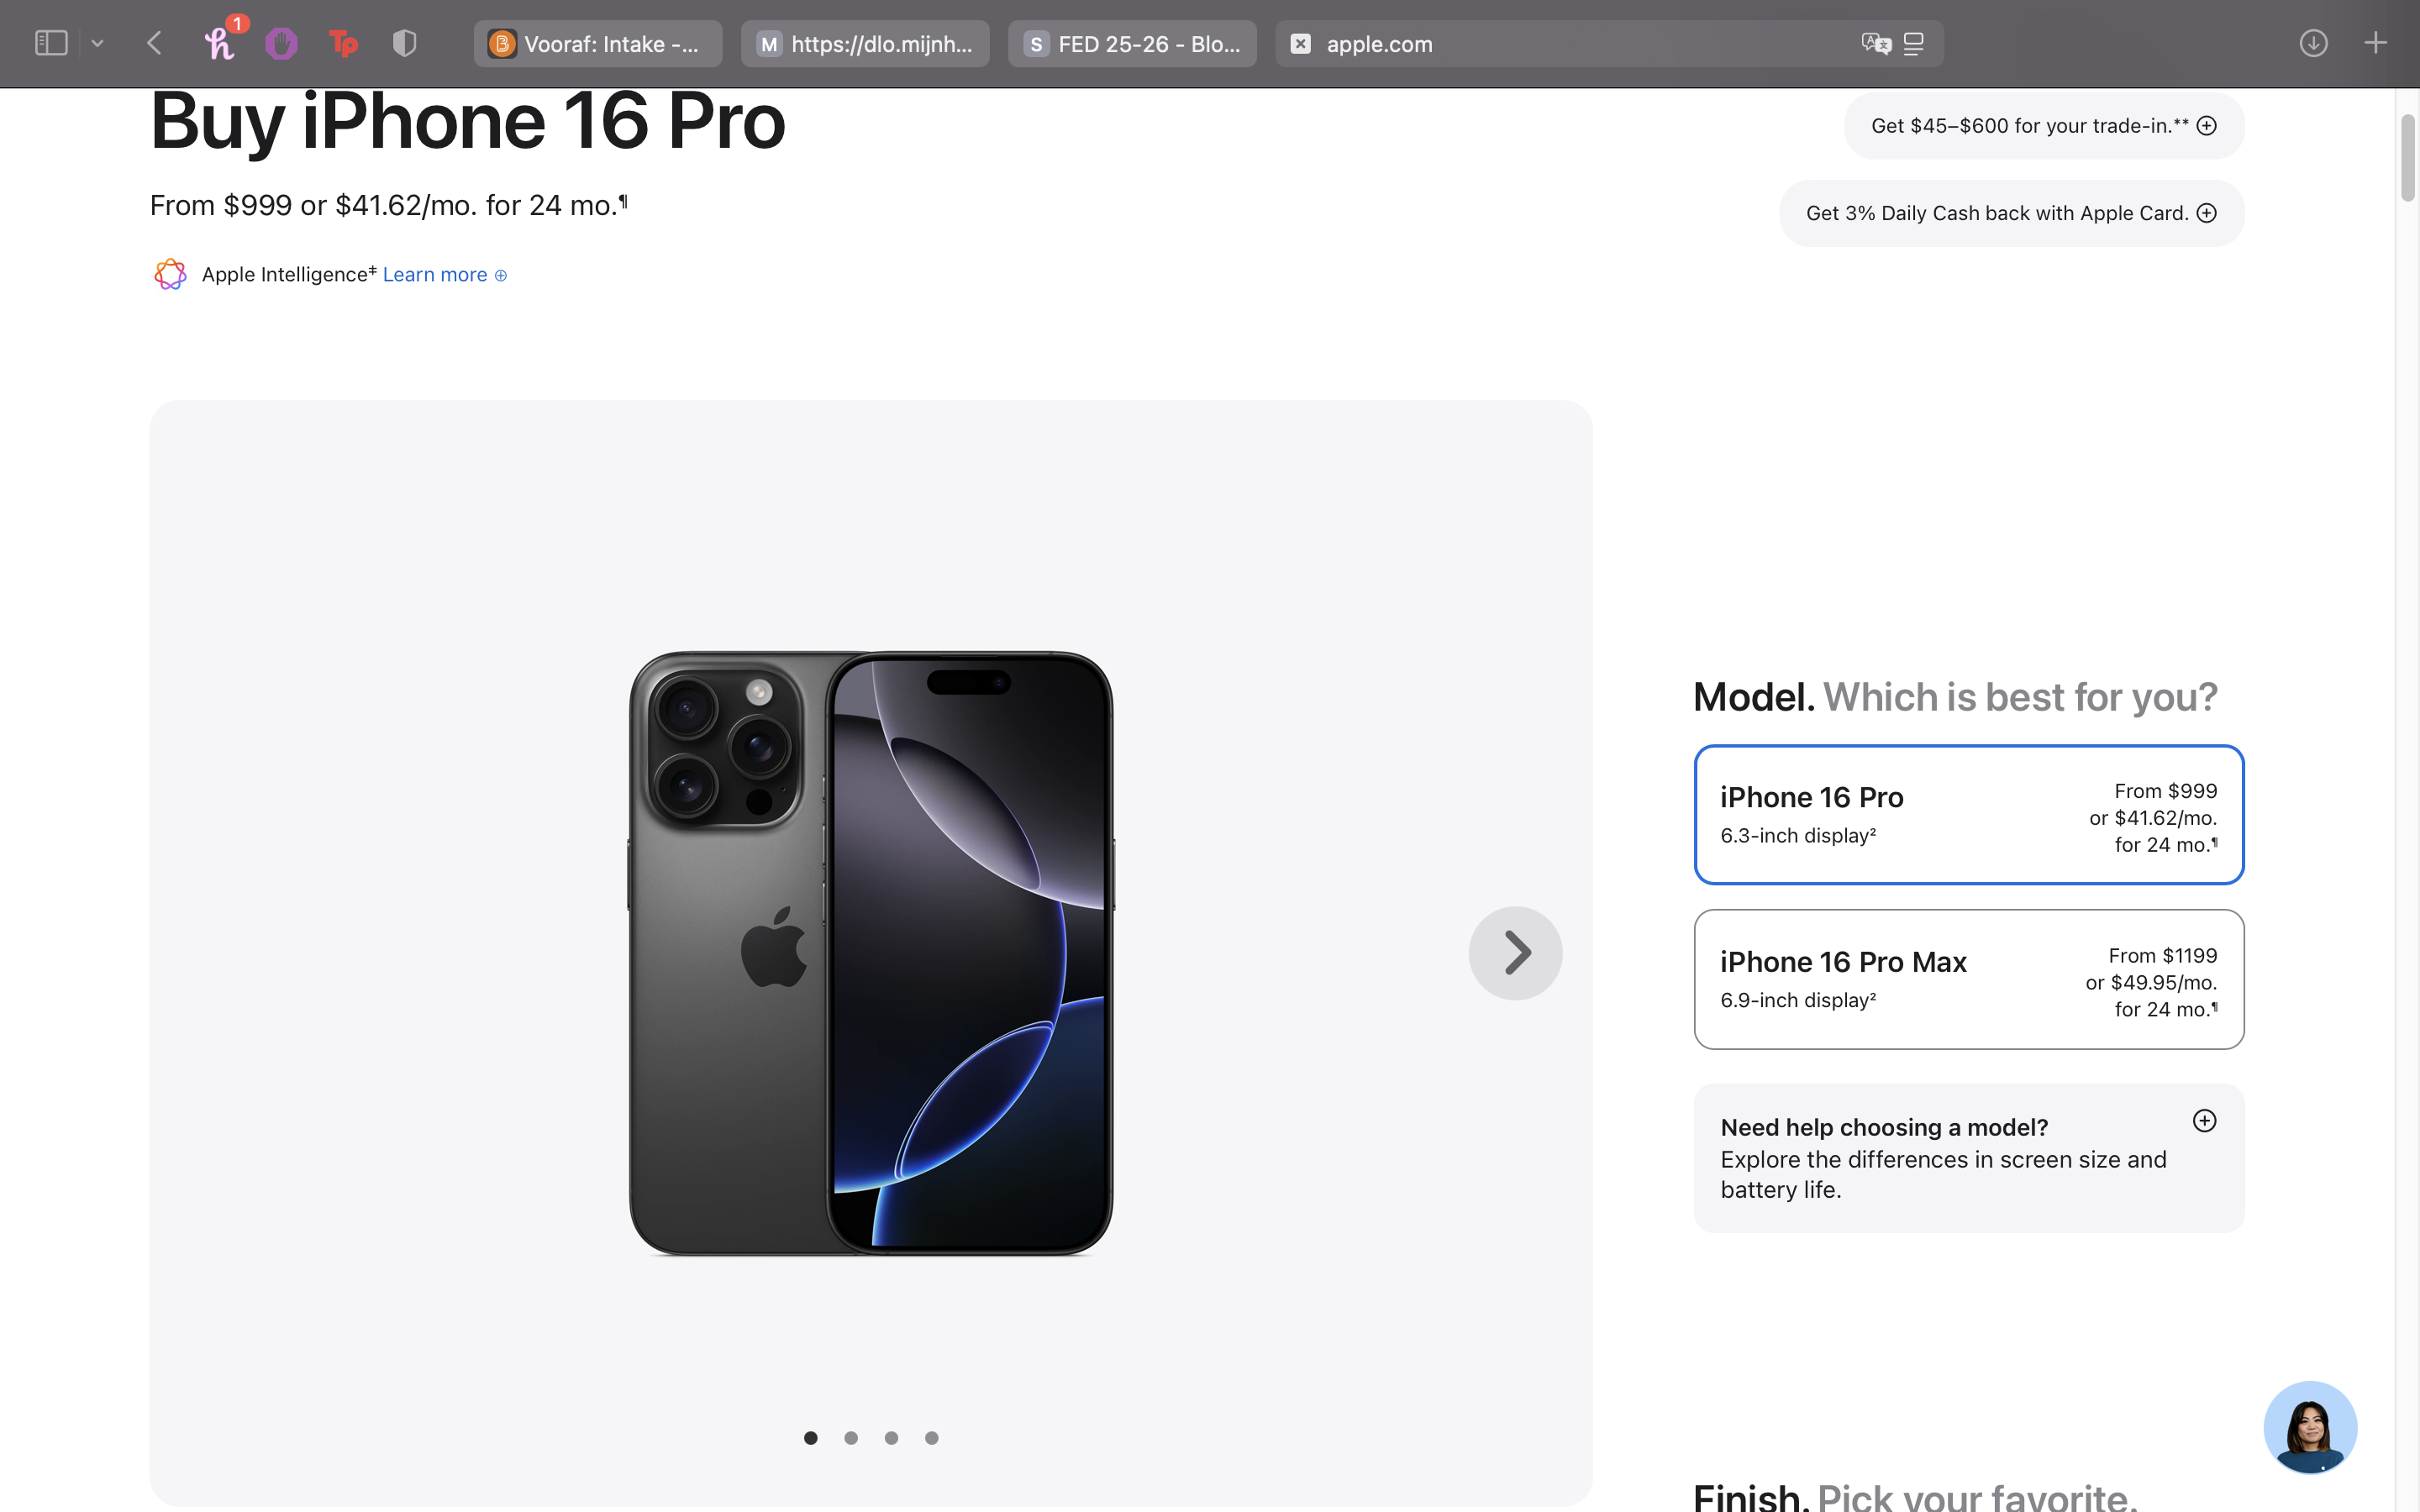 1
Vooraf: Intake -...
M https://dlo.mijnh...
S FED 25-26 - Blo...
apple.com
Buy iPhone 16 Pro
From $999 or $41.62/mo. for 24 mo.¶
Apple Intelligence‡ Learn more ⊕
Get $45–$600 for your trade-in.** ⊕
Get 3% Daily Cash back with Apple Card. ⊕
Model. Which is best for you?
iPhone 16 Pro
6.3-inch display²
From $999
or $41.62/mo.
for 24 mo.¶
iPhone 16 Pro Max
6.9-inch display²
From $1199
or $49.95/mo.
for 24 mo.¶
Need help choosing a model?
Explore the differences in screen size and
battery life.
Finish. Pick your favorite.